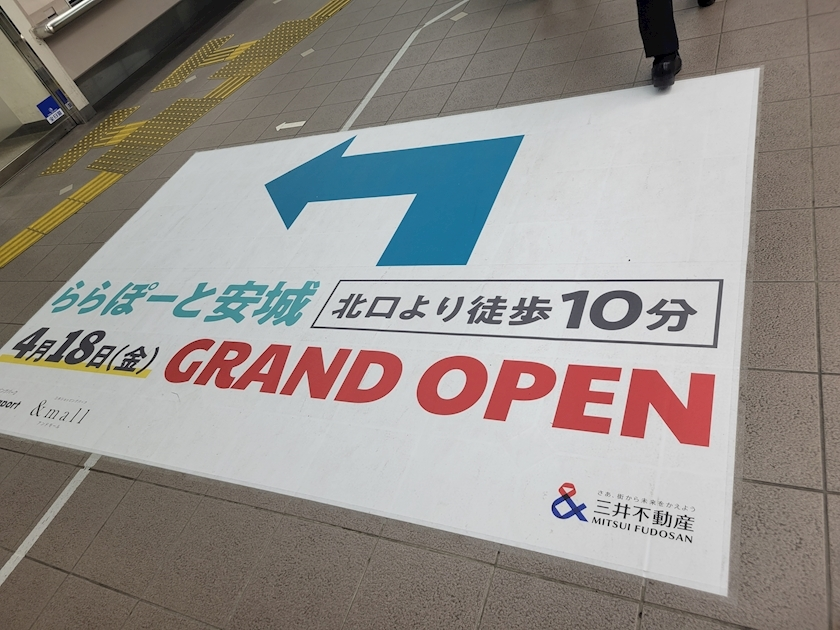 ららぽーと安城
北口より徒歩10分
4月18日(金)
GRAND OPEN
port
&mall
さあ、街から未来をかえよう
三井不動産
MITSUI FUDOSAN